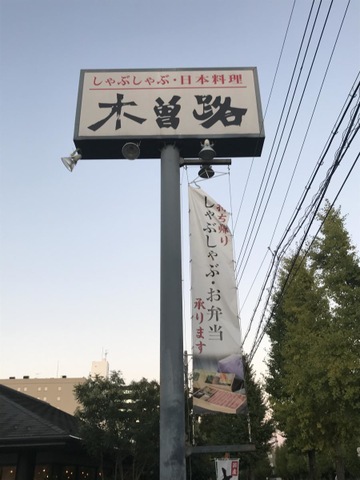 しゃぶしゃぶ・日本料理
木曽路
お持ち帰り
しゃぶしゃぶ・お弁当
承ります